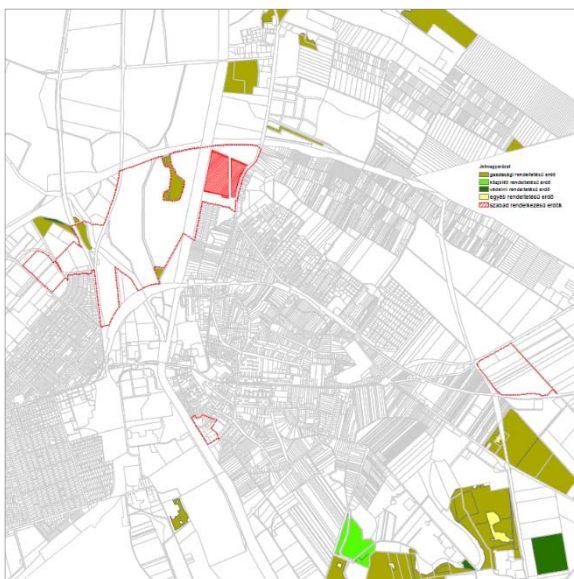 Jelmagyarázat
gazdasági rendeltetésű erdő
közjóléti rendeltetésű erdő
védelmi rendeltetésű erdő
egyéb rendeltetésű erdő
szabad rendelkezésű erdők